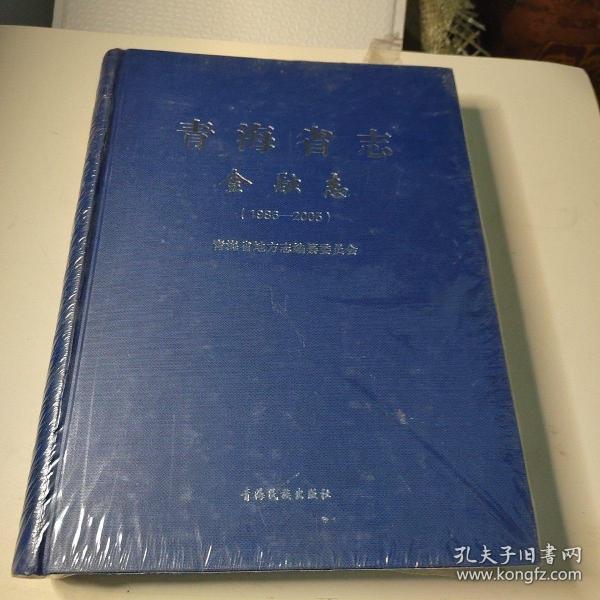 青海省志
金融志
（1986—2005）
青海省地方志编纂委员会
青海民族出版社
孔夫子旧书网
www.kongfz.com